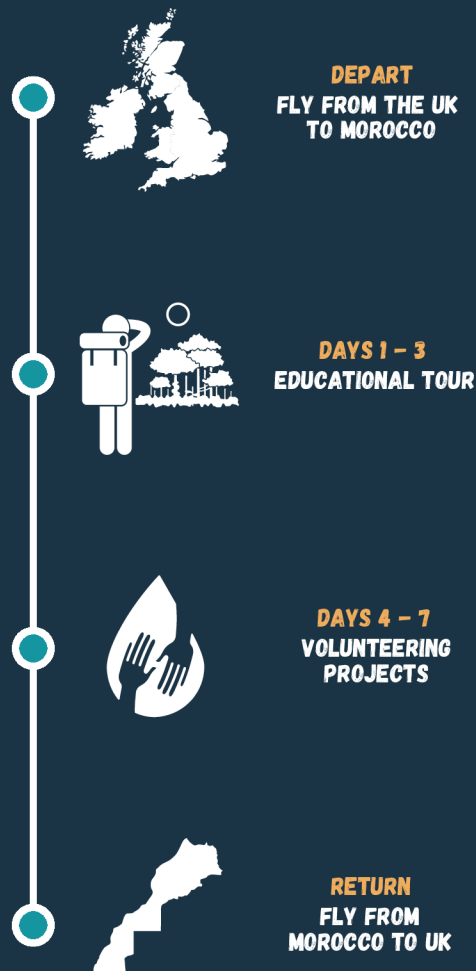 DEPART
FLY FROM THE UK
TO MOROCCO
DAYS 1 – 3
EDUCATIONAL TOUR
DAYS 4 – 7
VOLUNTEERING
PROJECTS
RETURN
FLY FROM
MOROCCO TO UK